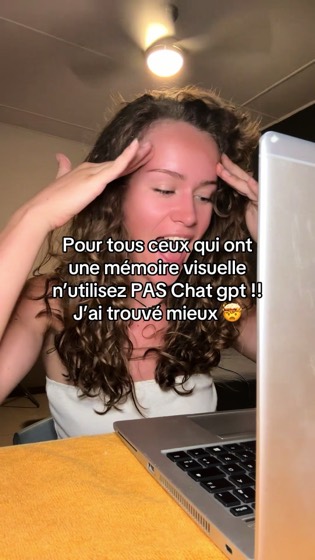 Pour tous ceux qui ont
une mémoire visuelle
n'utilisez PAS Chat gpt !!
J'ai trouvé mieux 🤯